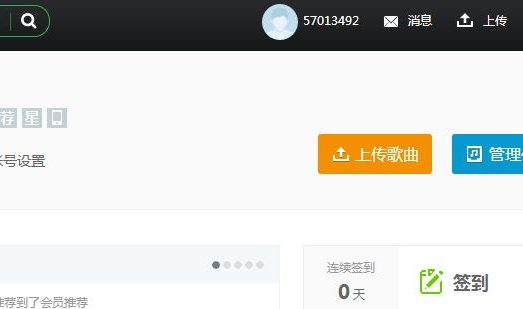 57013492 消息 上传
荐 星
号设置
上传歌曲 管理
连续签到
0 天
签到
推荐到了会员推荐